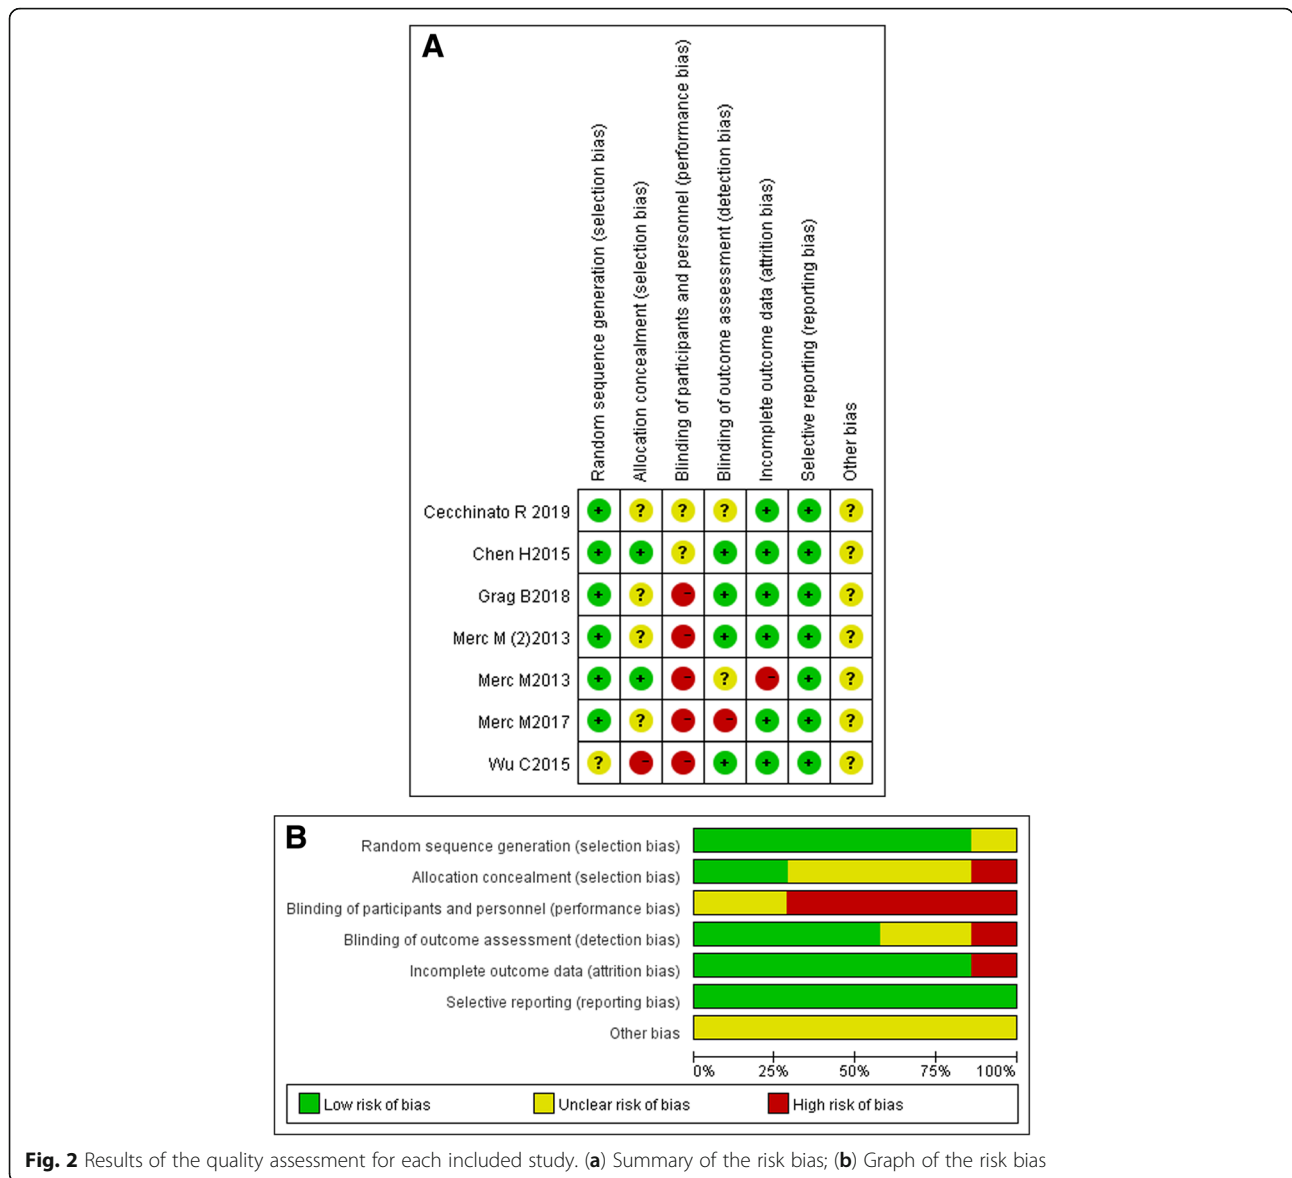 A
Random sequence generation (selection bias)
Allocation concealment (selection bias)
Blinding of participants and personnel (performance bias)
Blinding of outcome assessment (detection bias)
Incomplete outcome data (attrition bias)
Selective reporting (reporting bias)
Other bias
Cecchinato R 2019 + ? ? ? + + ?
Chen H2015 + + ? + + + ?
Grag B2018 + ? - + + + ?
Merc M (2)2013 + ? - + + + ?
Merc M2013 + + - ? - + ?
Merc M2017 + ? - - + + ?
Wu C2015 ? - - + + + ?
B
Random sequence generation (selection bias)
Allocation concealment (selection bias)
Blinding of participants and personnel (performance bias)
Blinding of outcome assessment (detection bias)
Incomplete outcome data (attrition bias)
Selective reporting (reporting bias)
Other bias
0% 25% 50% 75% 100%
Low risk of bias Unclear risk of bias High risk of bias
Fig. 2 Results of the quality assessment for each included study. (a) Summary of the risk bias; (b) Graph of the risk bias